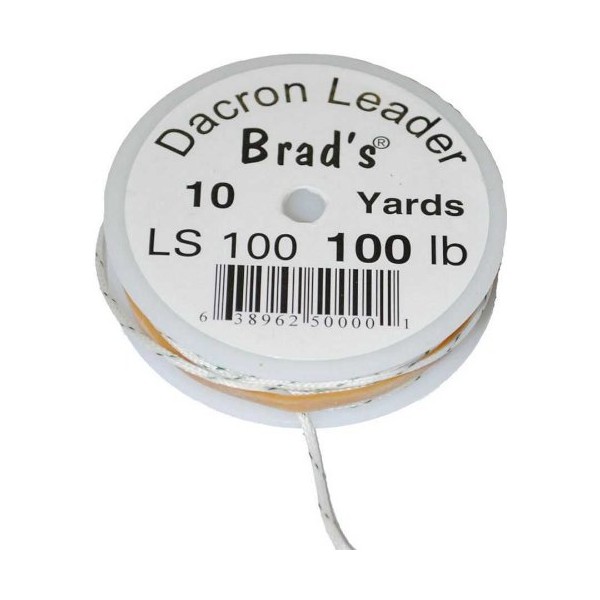 Dacron Leader
Brad's®
10 Yards
LS 100 100 lb
6 38962 50000 1